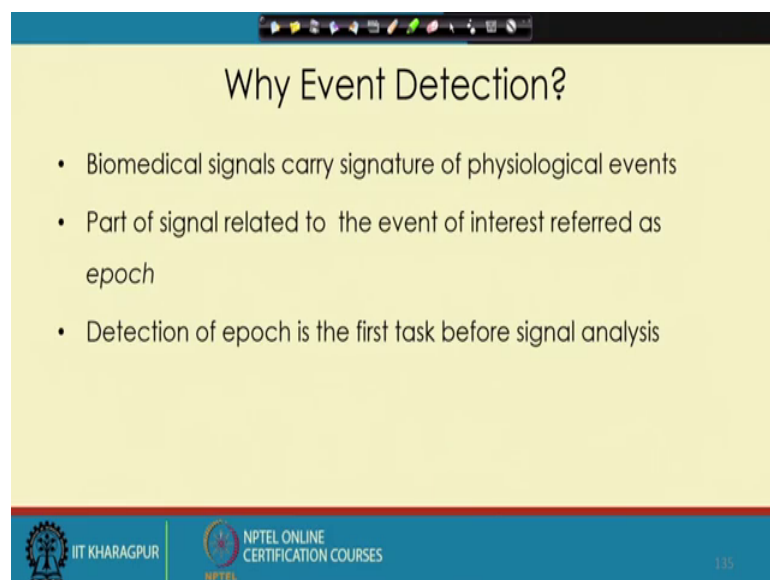 Why Event Detection?
• Biomedical signals carry signature of physiological events
• Part of signal related to the event of interest referred as
epoch
• Detection of epoch is the first task before signal analysis
IIT KHARAGPUR
NPTEL ONLINE
CERTIFICATION COURSES
NPTEL
135